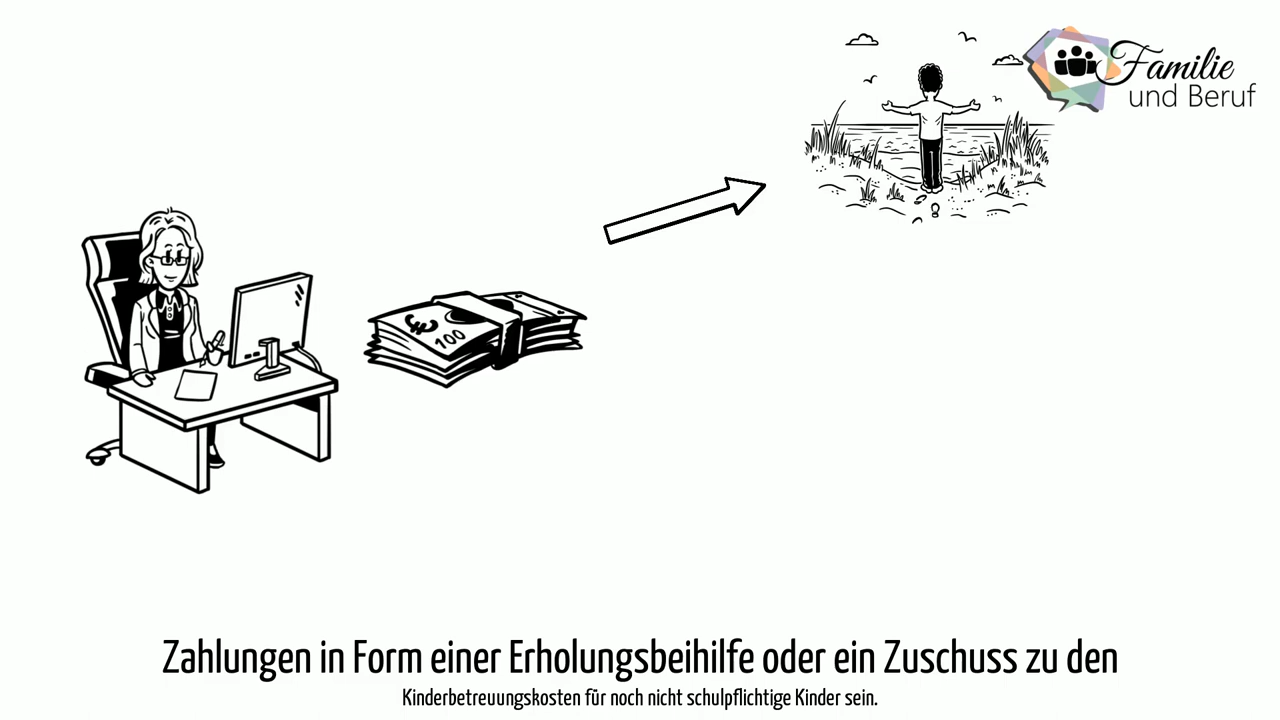 Familie
und Beruf
€
100
Zahlungen in Form einer Erholungsbeihilfe oder ein Zuschuss zu den
Kinderbetreuungskosten für noch nicht schulpflichtige Kinder sein.